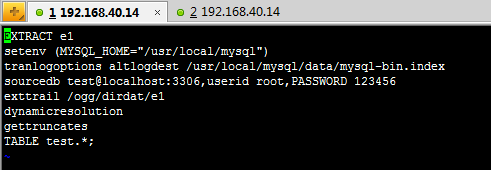 1 192.168.40.14 × 2 192.168.40.14
EXTRACT e1
setenv (MYSQL_HOME="/usr/local/mysql")
tranlogoptions altlogdest /usr/local/mysql/data/mysql-bin.index
sourcedb test@localhost:3306,userid root,PASSWORD 123456
exttrail /ogg/dirdat/e1
dynamicresolution
gettruncates
TABLE test.*;
~